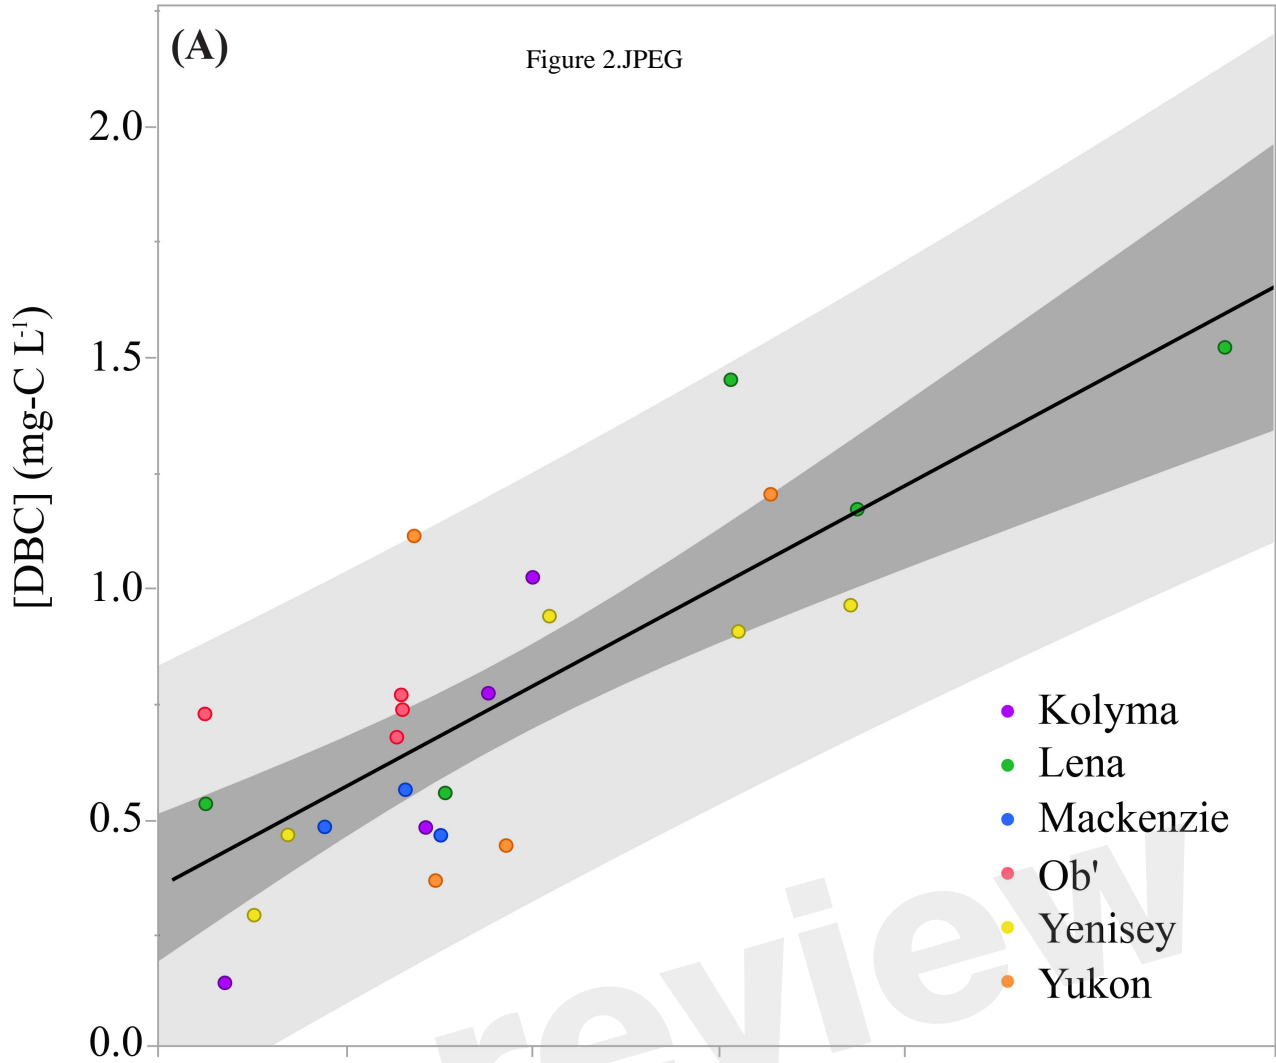 (A)
Figure 2.JPEG
2.0
1.5
1.0
0.5
0.0
[DBC] (mg-C L-1)
Kolyma
Lena
Mackenzie
Ob'
Yenisey
Yukon
review